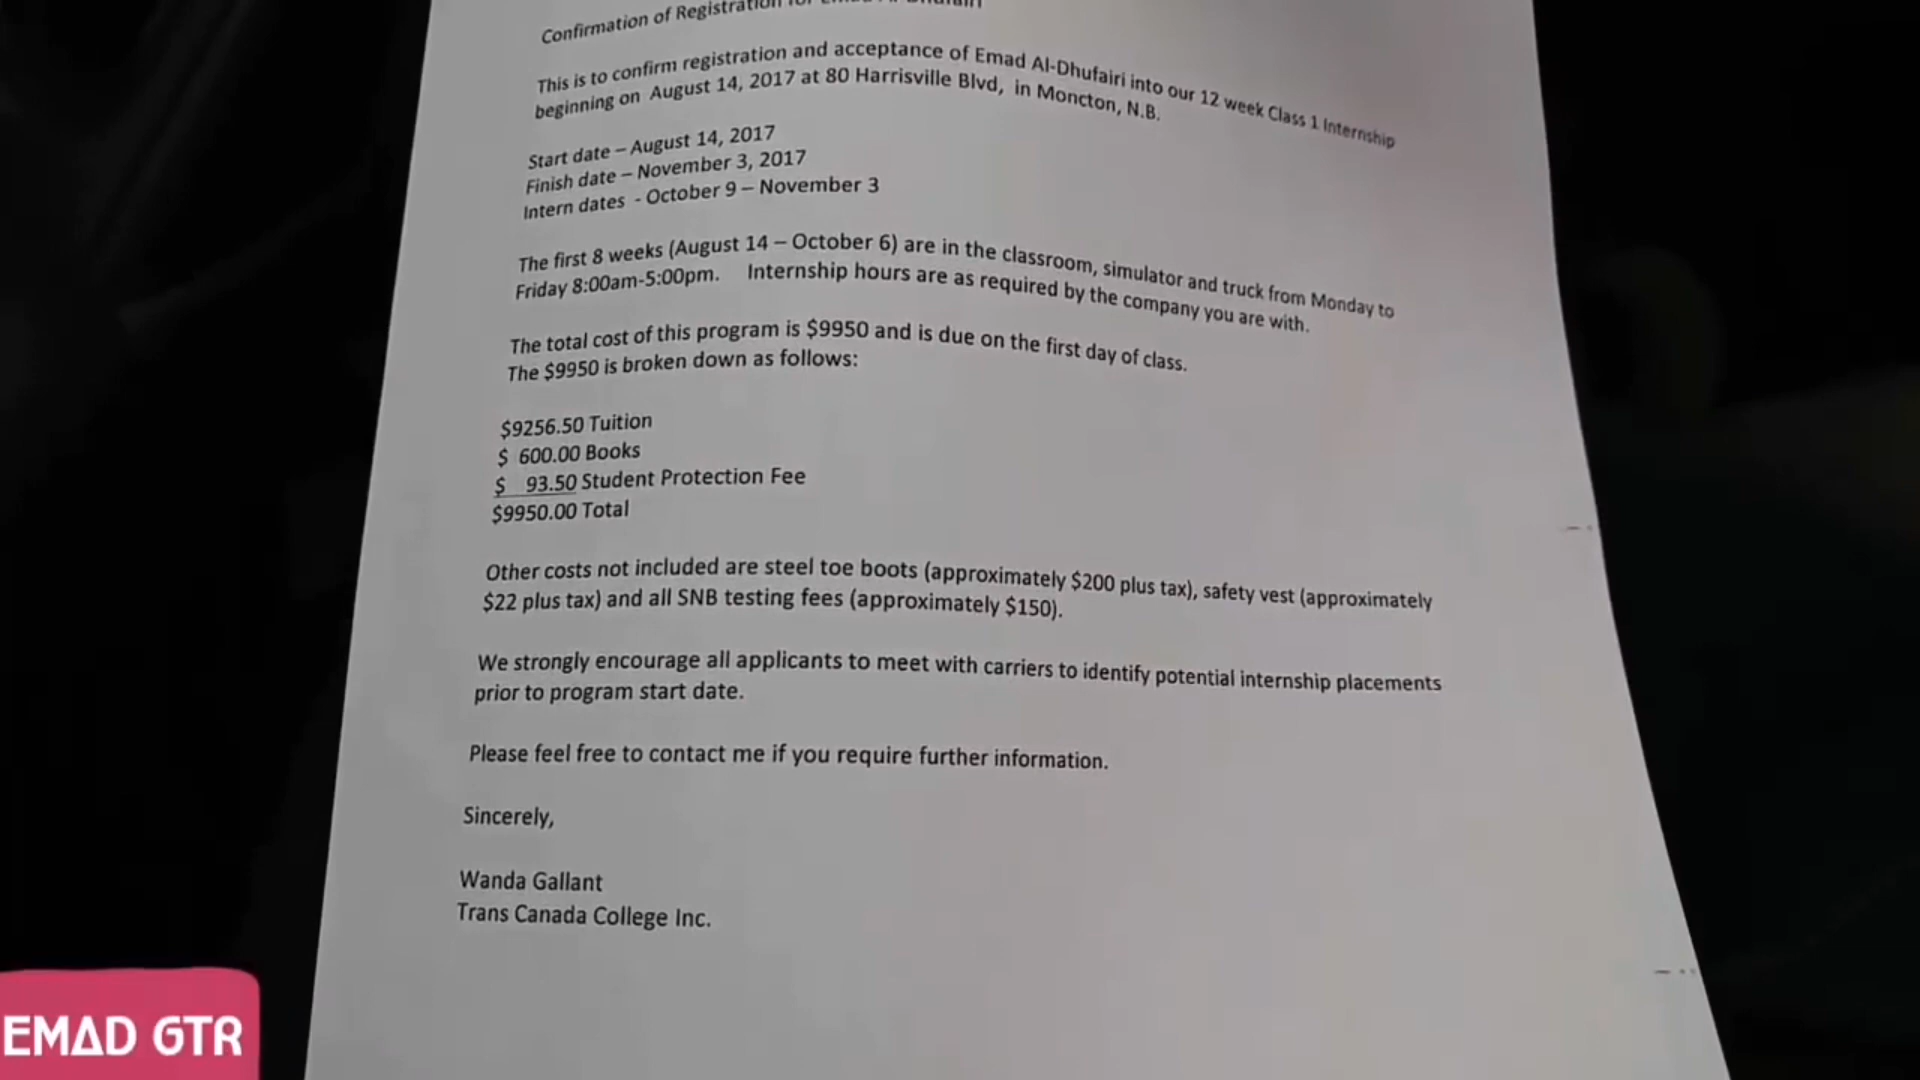 Confirmation of Registration for Emad Al-Dhufairi
This is to confirm registration and acceptance of Emad Al-Dhufairi into our 12 week Class 1 Internship
beginning on August 14, 2017 at 80 Harrisville Blvd, in Moncton, N.B.
Start date – August 14, 2017
Finish date – November 3, 2017
Intern dates - October 9 – November 3
The first 8 weeks (August 14 – October 6) are in the classroom, simulator and truck from Monday to
Friday 8:00am-5:00pm. Internship hours are as required by the company you are with.
The total cost of this program is $9950 and is due on the first day of class.
The $9950 is broken down as follows:
$9256.50 Tuition
$ 600.00 Books
$ 93.50 Student Protection Fee
$9950.00 Total
Other costs not included are steel toe boots (approximately $200 plus tax), safety vest (approximately
$22 plus tax) and all SNB testing fees (approximately $150).
We strongly encourage all applicants to meet with carriers to identify potential internship placements
prior to program start date.
Please feel free to contact me if you require further information.
Sincerely,
Wanda Gallant
Trans Canada College Inc.
EMAD GTR